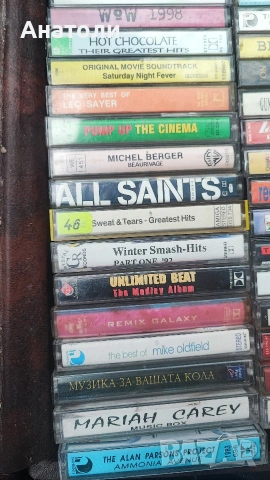 Анатоли
WOW 1998
HOT CHOCOLATE
THEIR GREATEST HITS
ORIGINAL MOVIE SOUNDTRACK
Saturday Night Fever
THE VERY BEST OF
LEO SAYER
PUMP UP THE CINEMA
MICHEL BERGER
BEAURIVAGE
ALL SAINTS
46
Sweat & Tears - Greatest Hits
Winter Smash-Hits
PART ONE '92
UNLIMITED BEAT
The Medley Album
REMIX GALAXY
the best of mike oldfield
МУЗИКА ЗА ВАШАТА КОЛА
MARIAH CAREY
MUSIC BOX
THE ALAN PARSONS PROJECT
AMMONIA AVENUE